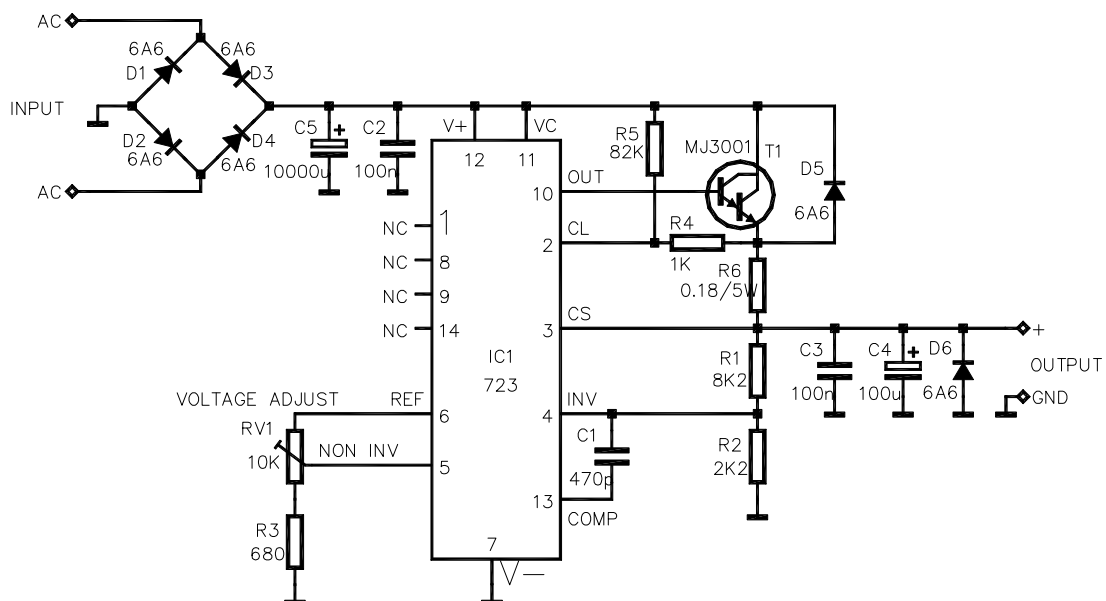 AC
6A6
6A6
D1
D3
INPUT
D2
D4
6A6
6A6
AC
C5
+
10000u
C2
100n
V+
VC
12
11
R5
82K
MJ3001
T1
D5
6A6
OUT
10
CL
2
R4
1K
R6
0.18/5W
NC
1
NC
8
NC
9
NC
14
CS
3
IC1
723
R1
8K2
C3
100n
C4
+
100u
D6
6A6
+
OUTPUT
GND
VOLTAGE ADJUST
REF
6
INV
4
RV1
10K
NON INV
5
C1
470p
R2
2K2
13
COMP
R3
680
7
V-